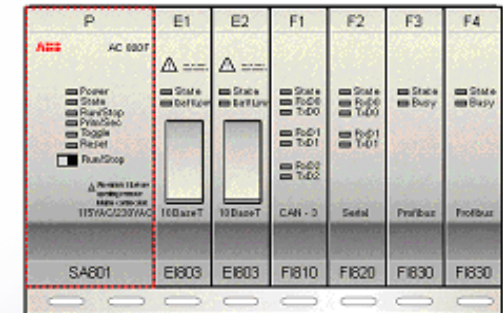 P E1 E2 F1 F2 F3 F4
ABB AC 800F
Power
State
Run/Stop
Prim/Sec
Toggle
Reset
Run/Stop
115VAC/230VAC
SA801
State
10BaseT
EI803
State
10BaseT
EI803
State
RxD0
TxD0
RxD1
TxD1
RxD2
TxD2
CAN - 3
FI810
State
RxD0
TxD0
RxD1
TxD1
Serial
FI820
State
Busy
Profibus
FI830
State
Busy
Profibus
FI830